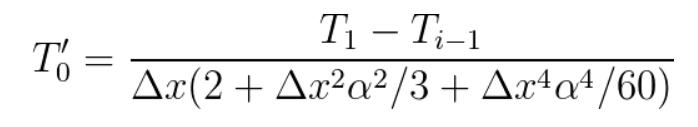 T'_0 = \frac{T_1 - T_{i-1}}{\Delta x(2 + \Delta x^2 \alpha^2/3 + \Delta x^4 \alpha^4/60)}